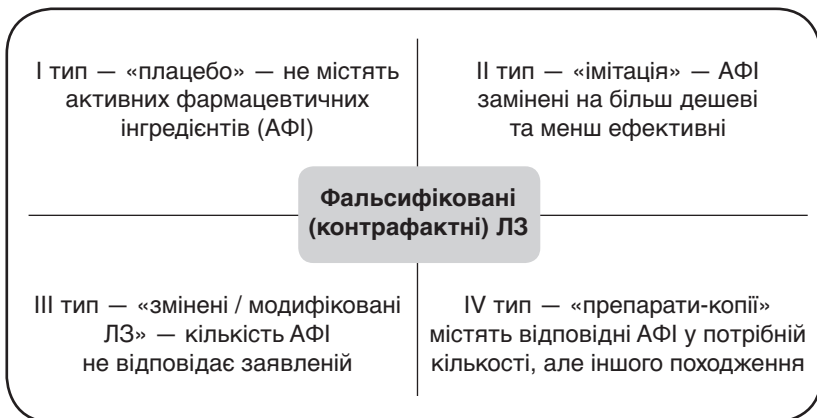 I тип — «плацебо» — не містять
активних фармацевтичних
інгредієнтів (АФІ)
II тип — «імітація» — АФІ
замінені на більш дешеві
та менш ефективні
Фальсифіковані
(контрафактні) ЛЗ
III тип — «змінені / модифіковані
ЛЗ» — кількість АФІ
не відповідає заявленій
IV тип — «препарати-копії»
містять відповідні АФІ у потрібній
кількості, але іншого походження